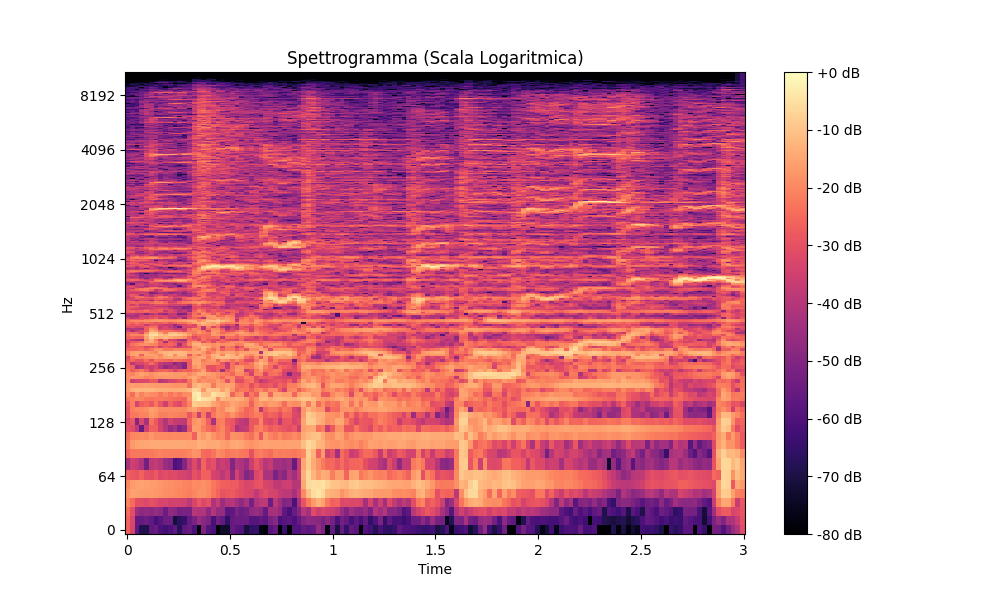 Spettrogramma (Scala Logaritmica)
Hz
8192
4096
2048
1024
512
256
128
64
0
0 0.5 1 1.5 2 2.5 3
Time
+0 dB
-10 dB
-20 dB
-30 dB
-40 dB
-50 dB
-60 dB
-70 dB
-80 dB